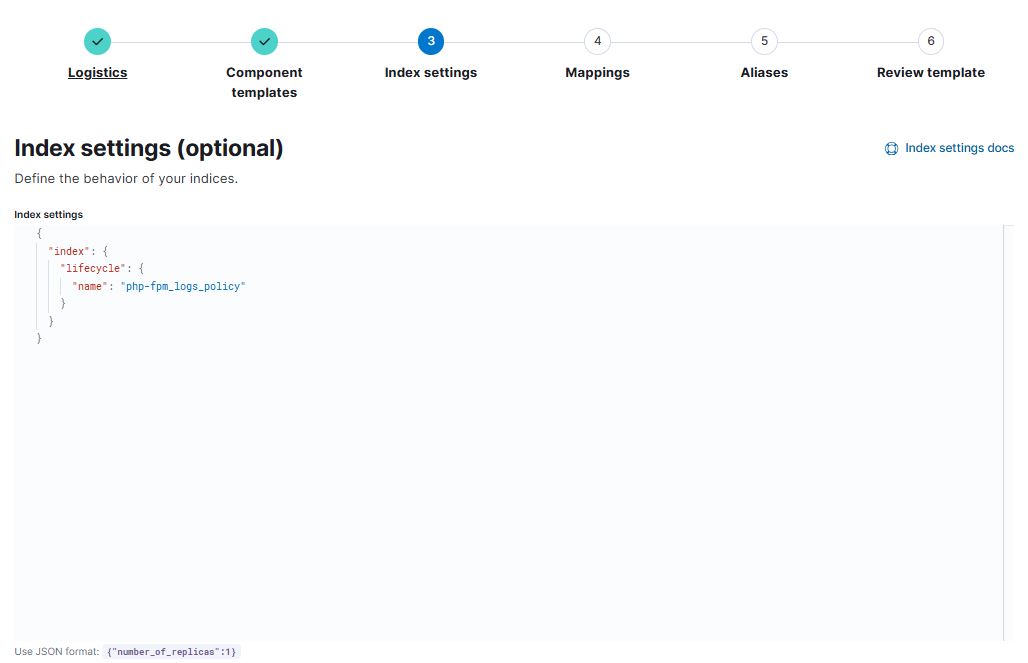 3 4 5 6
Logistics Component Index settings Mappings Aliases Review template
templates
Index settings (optional)
Index settings docs
Define the behavior of your indices.
Index settings
{
"index": {
"lifecycle": {
"name": "php-fpm_logs_policy"
}
}
}
Use JSON format: {"number_of_replicas":1}